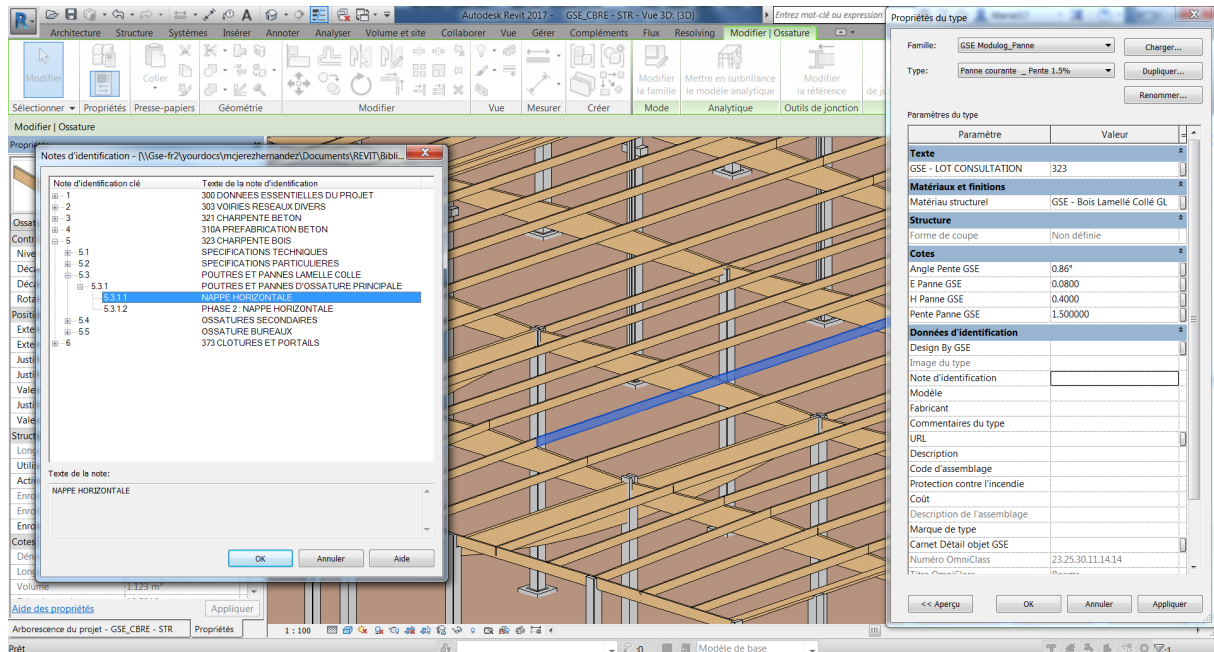 Autodesk Revit 2017 - GSE_CBRE - STR - Vue 3D: {3D}
Entrez mot-clé ou expression
Architecture Structure Systèmes Insérer Annoter Analyser Volume et site Collaborer Vue Gérer Compléments Flux Resolving Modifier | Ossature
Modifier
Coller
Modifier la famille
Mettre en surbrillance le modèle analytique
Modifier la référence
Sélectionner Propriétés Presse-papiers Géométrie Modifier Vue Mesurer Créer Mode Analytique Outils de jonction
Modifier | Ossature
Notes d'identification - [\\Gse-fr2\yourdocs\mcjerezhernandez\Documents\REVIT\Bibli...
Note d'identification clé Texte de la note d'identification
1 300 DONNEES ESSENTIELLES DU PROJET
2 303 VOIRIES RESEAUX DIVERS
3 321 CHARPENTE BETON
4 310A PREFABRICATION BETON
5 323 CHARPENTE BOIS
5.1 SPECIFICATIONS TECHNIQUES
5.2 SPECIFICATIONS PARTICULIERES
5.3 POUTRES ET PANNES LAMELLE COLLE
5.3.1 POUTRES ET PANNES D'OSSATURE PRINCIPALE
5.3.1.1 NAPPE HORIZONTALE
5.3.1.2 PHASE 2 : NAPPE HORIZONTALE
5.4 OSSATURES SECONDAIRES
5.5 OSSATURE BUREAUX
6 373 CLOTURES ET PORTAILS
Texte de la note:
NAPPE HORIZONTALE
OK Annuler Aide
Volume 1.123 m³
Aide des propriétés Appliquer
Arborescence du projet - GSE_CBRE - STR Propriétés
1 : 100
Prêt
:0 Modèle de base
:1
Propriétés du type
Famille: GSE Modulog_Panne Charger...
Type: Panne courante _ Pente 1.5% Dupliquer...
Renommer...
Paramètres du type
Paramètre Valeur =
Texte
GSE - LOT CONSULTATION 323
Matériaux et finitions
Matériau structurel GSE - Bois Lamellé Collé GL
Structure
Forme de coupe Non définie
Cotes
Angle Pente GSE 0.86°
E Panne GSE 0.0800
H Panne GSE 0.4000
Pente Panne GSE 1.500000
Données d'identification
Design By GSE
Image du type
Note d'identification
Modèle
Fabricant
Commentaires du type
URL
Description
Code d'assemblage
Protection contre l'incendie
Coût
Description de l'assemblage
Marque de type
Carnet Détail objet GSE
Numéro OmniClass 23.25.30.11.14.14
<< Aperçu OK Annuler Appliquer